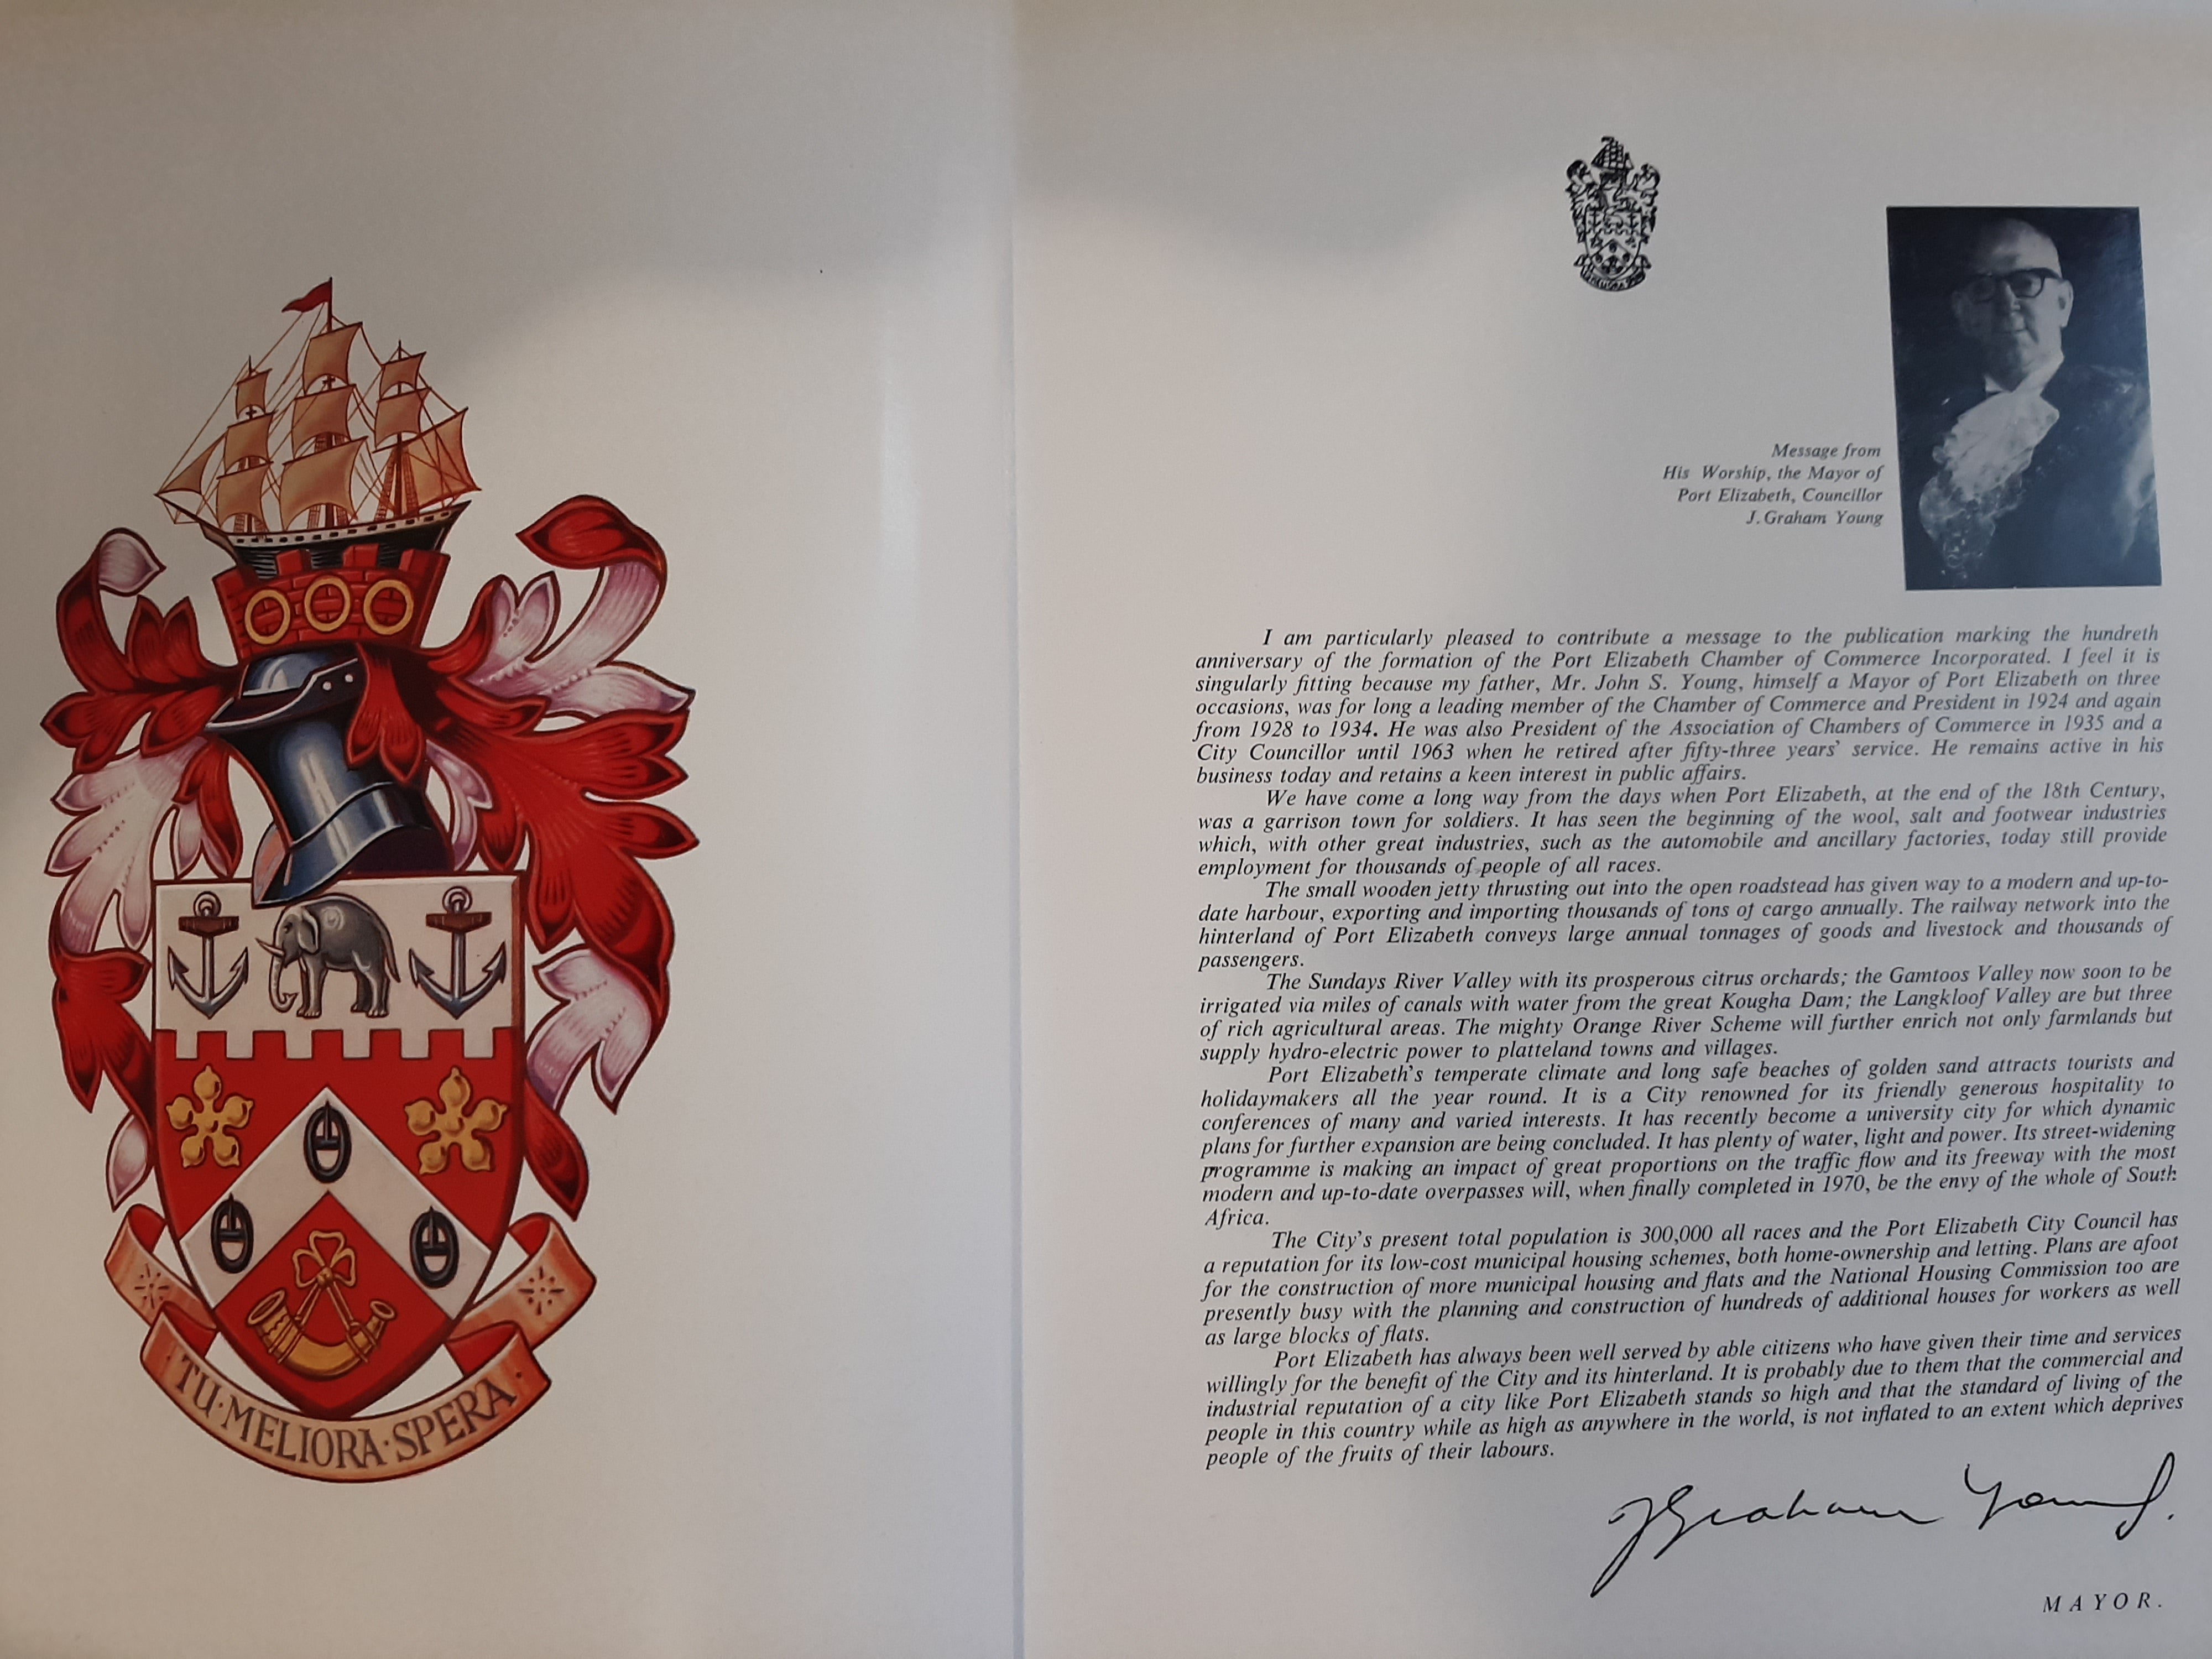 TU·MELIORA·SPERA
Message from
His Worship, the Mayor of
Port Elizabeth, Councillor
J. Graham Young
I am particularly pleased to contribute a message to the publication marking the hundreth
anniversary of the formation of the Port Elizabeth Chamber of Commerce Incorporated. I feel it is
singularly fitting because my father, Mr. John S. Young, himself a Mayor of Port Elizabeth on three
occasions, was for long a leading member of the Chamber of Commerce and President in 1924 and again
from 1928 to 1934. He was also President of the Association of Chambers of Commerce in 1935 and a
City Councillor until 1963 when he retired after fifty-three years' service. He remains active in his
business today and retains a keen interest in public affairs.
We have come a long way from the days when Port Elizabeth, at the end of the 18th Century,
was a garrison town for soldiers. It has seen the beginning of the wool, salt and footwear industries
which, with other great industries, such as the automobile and ancillary factories, today still provide
employment for thousands of people of all races.
The small wooden jetty thrusting out into the open roadstead has given way to a modern and up-to-
date harbour, exporting and importing thousands of tons of cargo annually. The railway network into the
hinterland of Port Elizabeth conveys large annual tonnages of goods and livestock and thousands of
passengers.
The Sundays River Valley with its prosperous citrus orchards; the Gamtoos Valley now soon to be
irrigated via miles of canals with water from the great Kougha Dam; the Langkloof Valley are but three
of rich agricultural areas. The mighty Orange River Scheme will further enrich not only farmlands but
supply hydro-electric power to platteland towns and villages.
Port Elizabeth's temperate climate and long safe beaches of golden sand attracts tourists and
holidaymakers all the year round. It is a City renowned for its friendly generous hospitality to
conferences of many and varied interests. It has recently become a university city for which dynamic
plans for further expansion are being concluded. It has plenty of water, light and power. Its street-widening
programme is making an impact of great proportions on the traffic flow and its freeway with the most
modern and up-to-date overpasses will, when finally completed in 1970, be the envy of the whole of South
Africa.
The City's present total population is 300,000 all races and the Port Elizabeth City Council has
a reputation for its low-cost municipal housing schemes, both home-ownership and letting. Plans are afoot
for the construction of more municipal housing and flats and the National Housing Commission too are
presently busy with the planning and construction of hundreds of additional houses for workers as well
as large blocks of flats.
Port Elizabeth has always been well served by able citizens who have given their time and services
willingly for the benefit of the City and its hinterland. It is probably due to them that the commercial and
industrial reputation of a city like Port Elizabeth stands so high and that the standard of living of the
people in this country while as high as anywhere in the world, is not inflated to an extent which deprives
people of the fruits of their labours.
J Graham Young.
MAYOR.